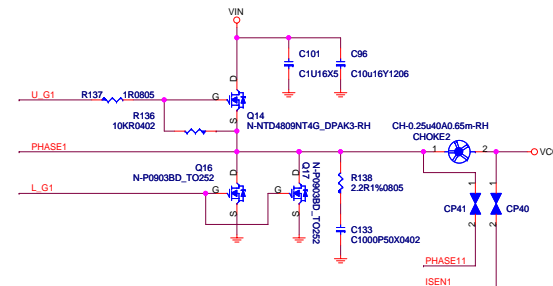 VIN
C101
C1U16X5
C96
C10u16Y1206
D
U_G1
R137
1R0805
G
R136
10KR0402
S
Q14
N-NTD4809NT4G_DPAK3-RH
CH-0.25u40A0.65m-RH
CHOKE2
PHASE1
1
2
VC
Q16
N-P0903BD_TO252
D
D
Q17
N-P0903BD_TO252
R138
2.2R1%0805
L_G1
G
G
S
S
1
1
CP41
CP40
2
2
C133
C1000P50X0402
PHASE11
ISEN1